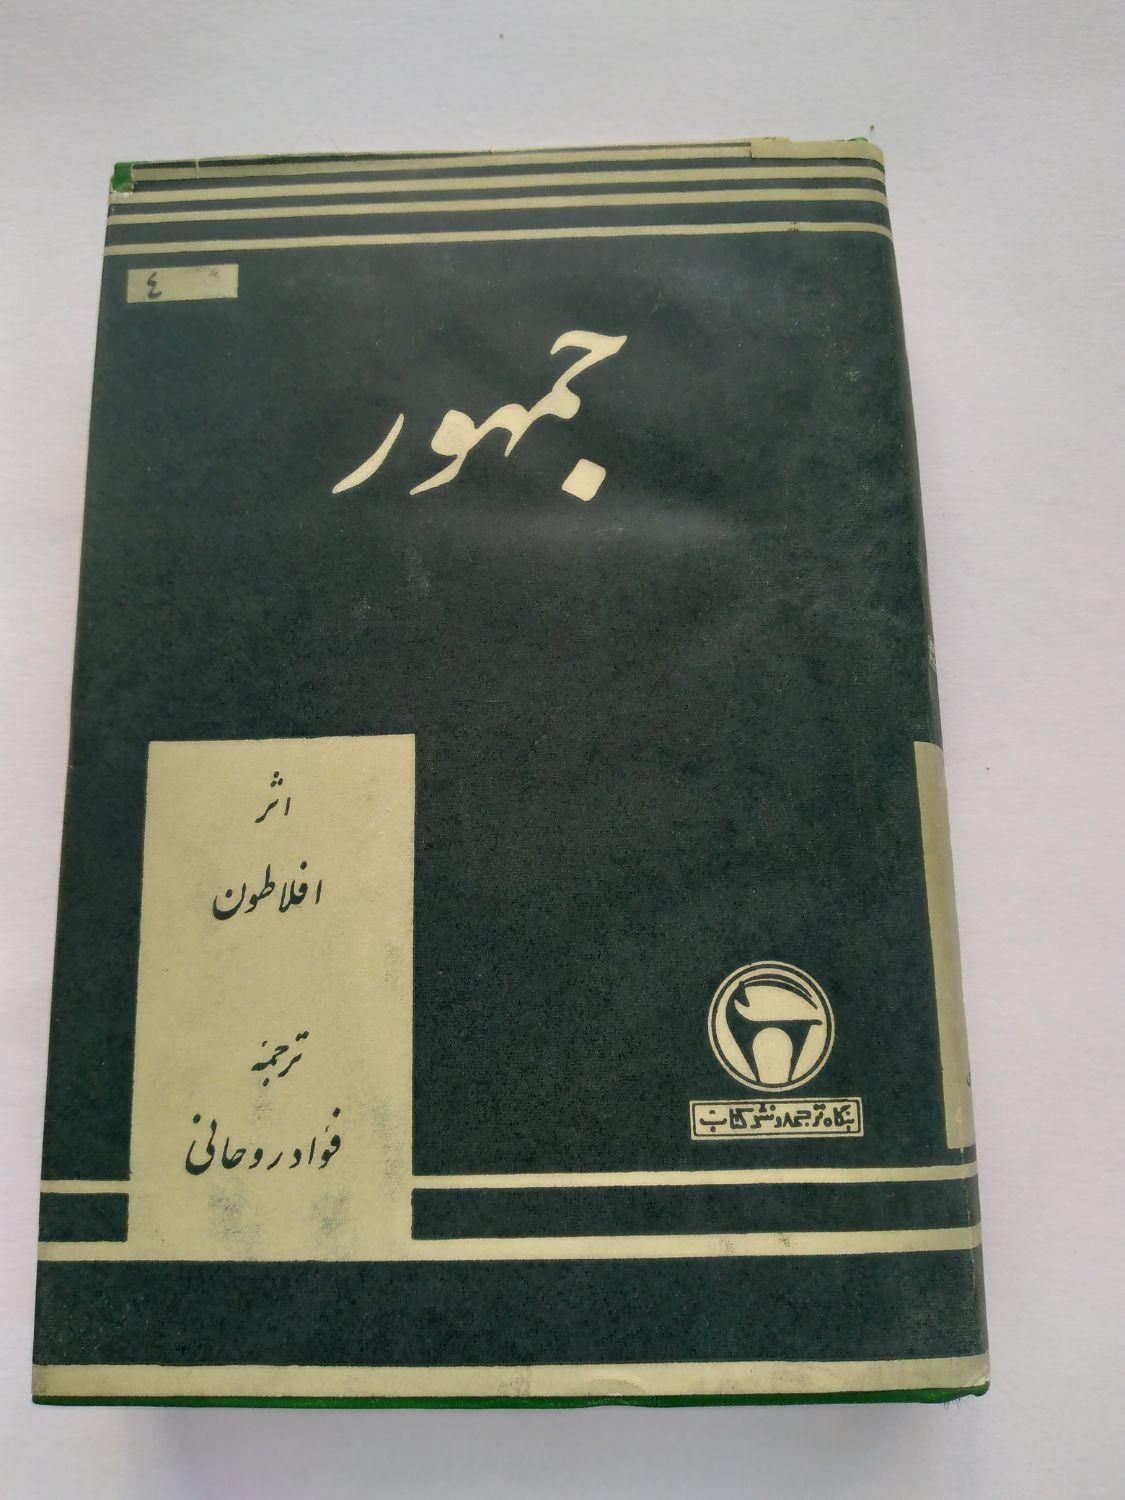 ٤
جمهور
اثر
افلاطون
ترجمهٔ
فؤاد روحانی
بنگاه ترجمه و نشر کتاب